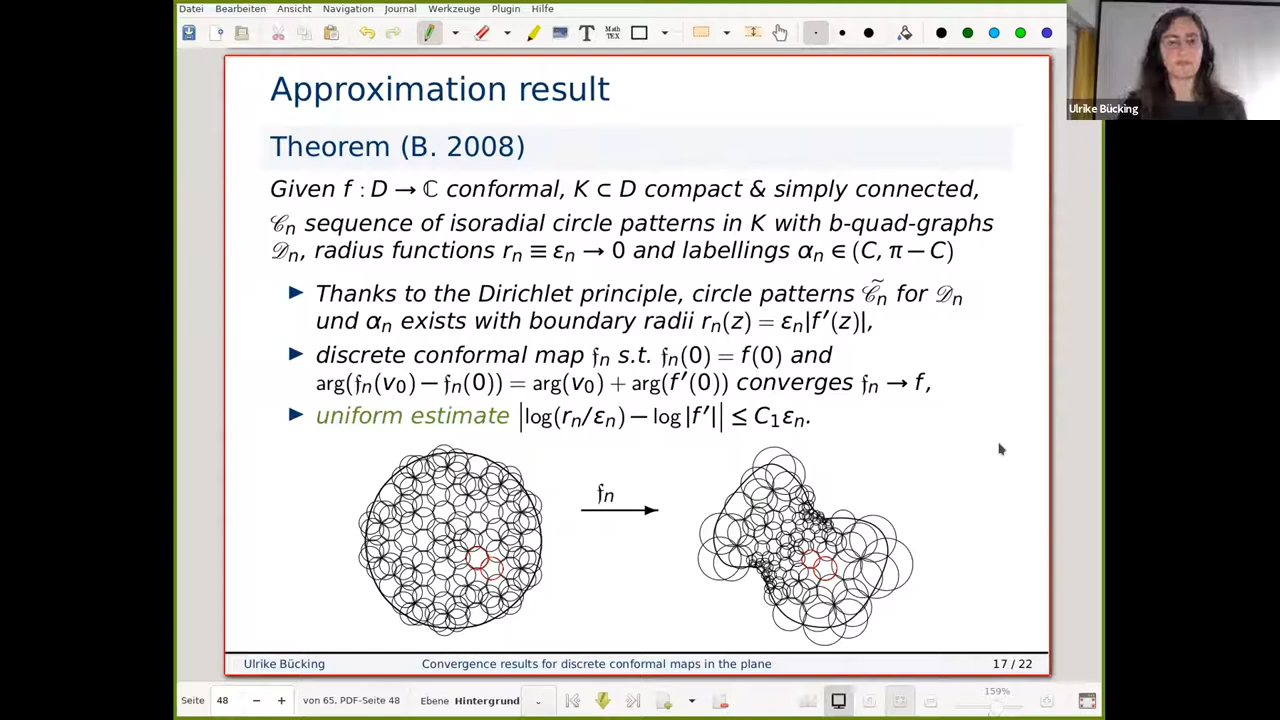 Datei Bearbeiten Ansicht Navigation Journal Werkzeuge Plugin Hilfe
T Math TEX
Ulrike Bücking
Approximation result
Theorem (B. 2008)
Given f : D → ℂ conformal, K ⊂ D compact & simply connected,
𝒞n sequence of isoradial circle patterns in K with b-quad-graphs
𝒟n, radius functions rn ≡ εn → 0 and labellings αn ∈ (C, π − C)
▶ Thanks to the Dirichlet principle, circle patterns 𝒞̃n for 𝒟n
und αn exists with boundary radii rn(z) = εn|f′(z)|,
▶ discrete conformal map 𝔣n s.t. 𝔣n(0) = f(0) and
arg(𝔣n(v0) − 𝔣n(0)) = arg(v0) + arg(f′(0)) converges 𝔣n → f,
▶ uniform estimate |log(rn/εn) − log|f′|| ≤ C1εn.
𝔣n
Ulrike Bücking Convergence results for discrete conformal maps in the plane 17 / 22
Seite 48 − + von 65, PDF-Seite 48 Ebene Hintergrund 159%